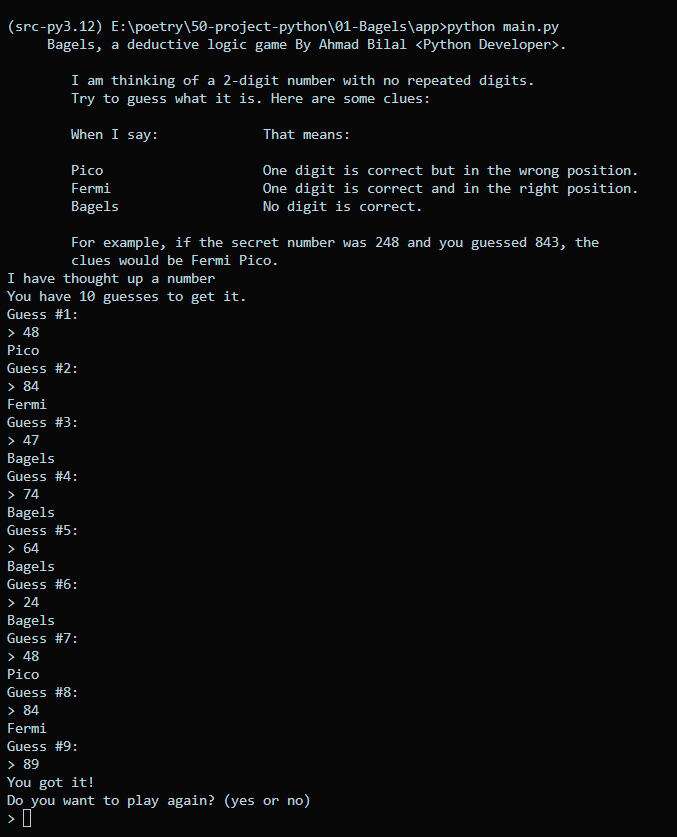 (src-py3.12) E:\poetry\50-project-python\01-Bagels\app>python main.py
Bagels, a deductive logic game By Ahmad Bilal <Python Developer>.
I am thinking of a 2-digit number with no repeated digits.
Try to guess what it is. Here are some clues:
When I say: That means:
Pico One digit is correct but in the wrong position.
Fermi One digit is correct and in the right position.
Bagels No digit is correct.
For example, if the secret number was 248 and you guessed 843, the
clues would be Fermi Pico.
I have thought up a number
You have 10 guesses to get it.
Guess #1:
> 48
Pico
Guess #2:
> 84
Fermi
Guess #3:
> 47
Bagels
Guess #4:
> 74
Bagels
Guess #5:
> 64
Bagels
Guess #6:
> 24
Bagels
Guess #7:
> 48
Pico
Guess #8:
> 84
Fermi
Guess #9:
> 89
You got it!
Do you want to play again? (yes or no)
>